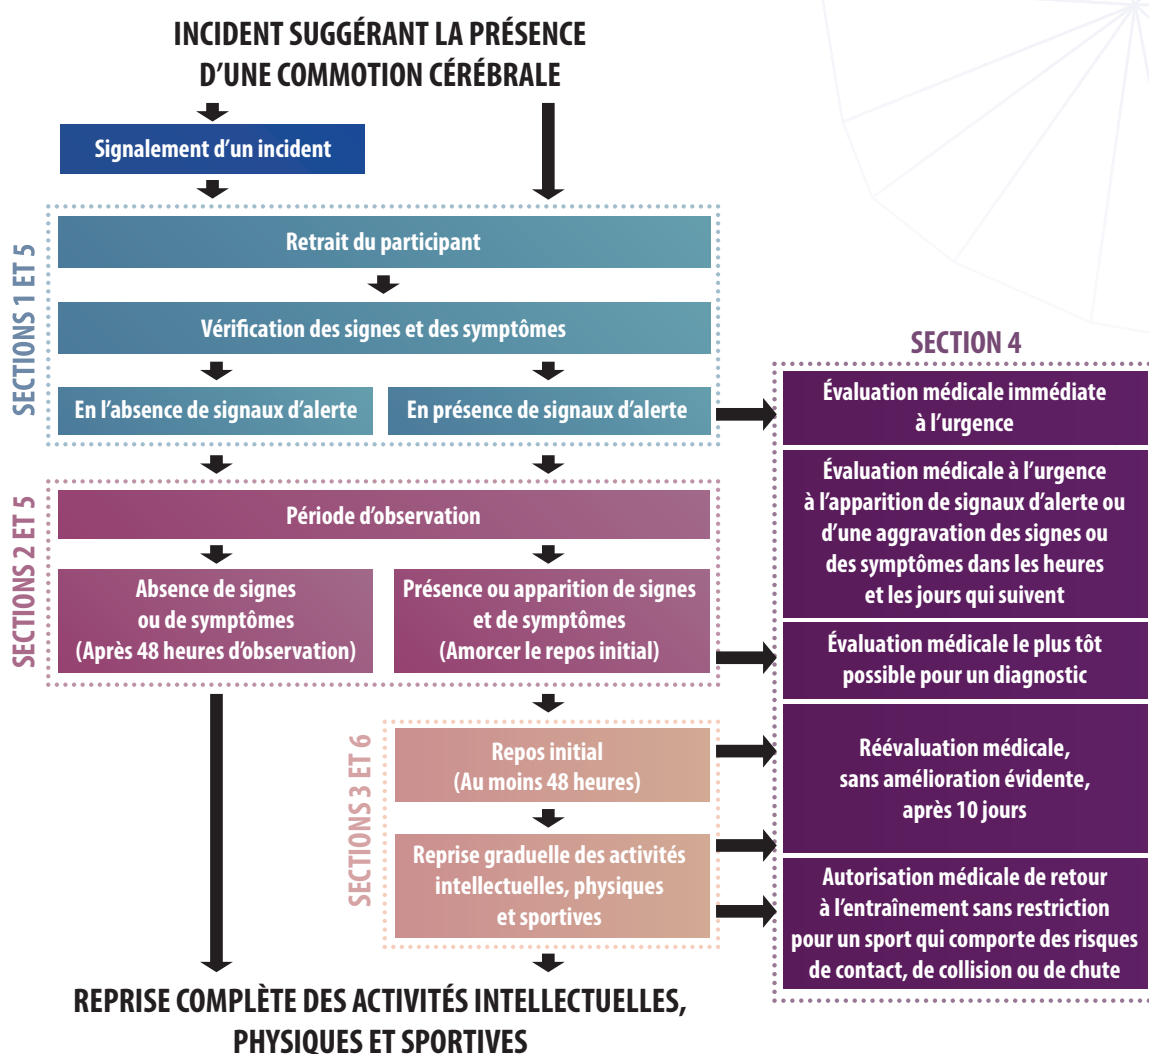 INCIDENT SUGGÉRANT LA PRÉSENCE
D'UNE COMMOTION CÉRÉBRALE
Signalement d'un incident
SECTIONS 1 ET 5
Retrait du participant
Vérification des signes et des symptômes
En l'absence de signaux d'alerte
En présence de signaux d'alerte
SECTIONS 2 ET 5
Période d'observation
Absence de signes
ou de symptômes
(Après 48 heures d'observation)
Présence ou apparition de signes
et de symptômes
(Amorcer le repos initial)
SECTIONS 3 ET 6
Repos initial
(Au moins 48 heures)
Reprise graduelle des activités
intellectuelles, physiques
et sportives
SECTION 4
Évaluation médicale immédiate
à l'urgence
Évaluation médicale à l'urgence
à l'apparition de signaux d'alerte ou
d'une aggravation des signes ou
des symptômes dans les heures
et les jours qui suivent
Évaluation médicale le plus tôt
possible pour un diagnostic
Réévaluation médicale,
sans amélioration évidente,
après 10 jours
Autorisation médicale de retour
à l'entraînement sans restriction
pour un sport qui comporte des risques
de contact, de collision ou de chute
REPRISE COMPLÈTE DES ACTIVITÉS INTELLECTUELLES,
PHYSIQUES ET SPORTIVES